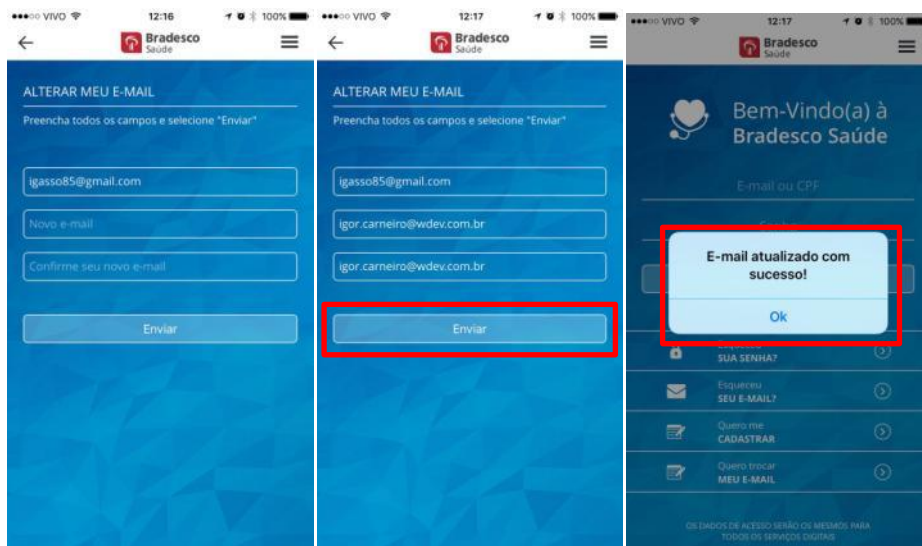 ●●●○○ VIVO 12:16 100%
Bradesco
Saúde
ALTERAR MEU E-MAIL
Preencha todos os campos e selecione "Enviar"
igasso85@gmail.com
Novo e-mail
Confirme seu novo e-mail
Enviar
●●●○○ VIVO 12:17 100%
Bradesco
Saúde
ALTERAR MEU E-MAIL
Preencha todos os campos e selecione "Enviar"
igasso85@gmail.com
igor.carneiro@wdev.com.br
igor.carneiro@wdev.com.br
Enviar
●●●○○ VIVO 12:17 100%
Bradesco
Saúde
Bem-Vindo(a) à
Bradesco Saúde
E-mail ou CPF
E-mail atualizado com
sucesso!
Ok
SUA SENHA?
Esqueceu
SEU E-MAIL?
Quero me
CADASTRAR
Quero trocar
MEU E-MAIL
OS DADOS DE ACESSO SERÃO OS MESMOS PARA
TODOS OS SERVIÇOS DIGITAIS